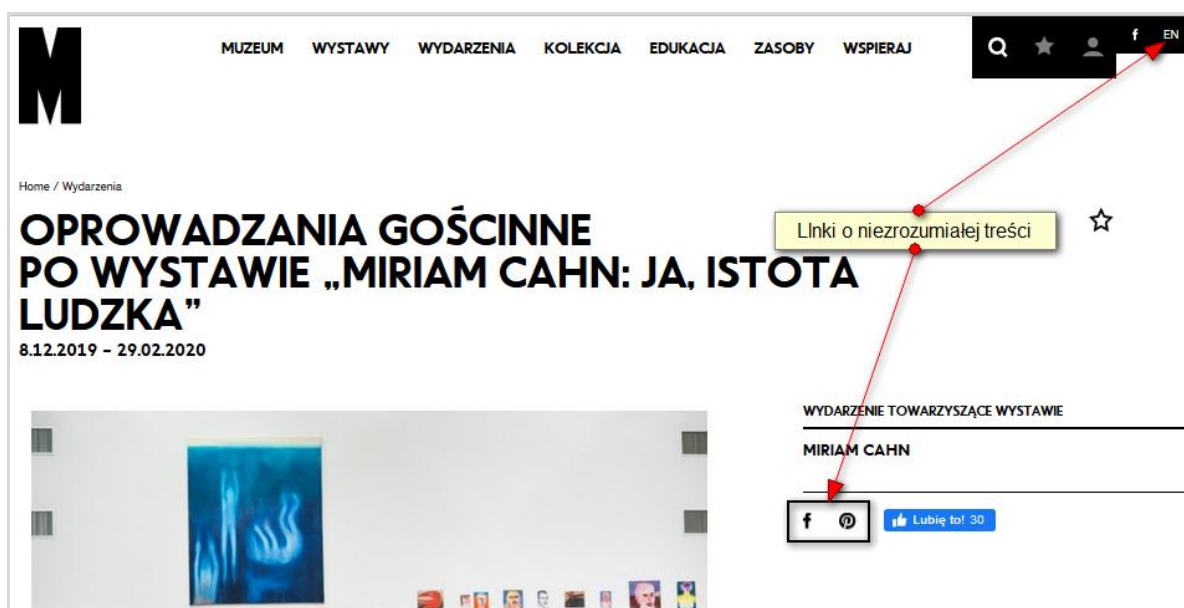 M
M
MUZEUM WYSTAWY WYDARZENIA KOLEKCJA EDUKACJA ZASOBY WSPIERAJ f EN
Home / Wydarzenia
OPROWADZANIA GOŚCINNE
PO WYSTAWIE „MIRIAM CAHN: JA, ISTOTA
LUDZKA”
8.12.2019 – 29.02.2020
LInki o niezrozumiałej treści
WYDARZENIE TOWARZYSZĄCE WYSTAWIE
MIRIAM CAHN
f Lubię to! 30